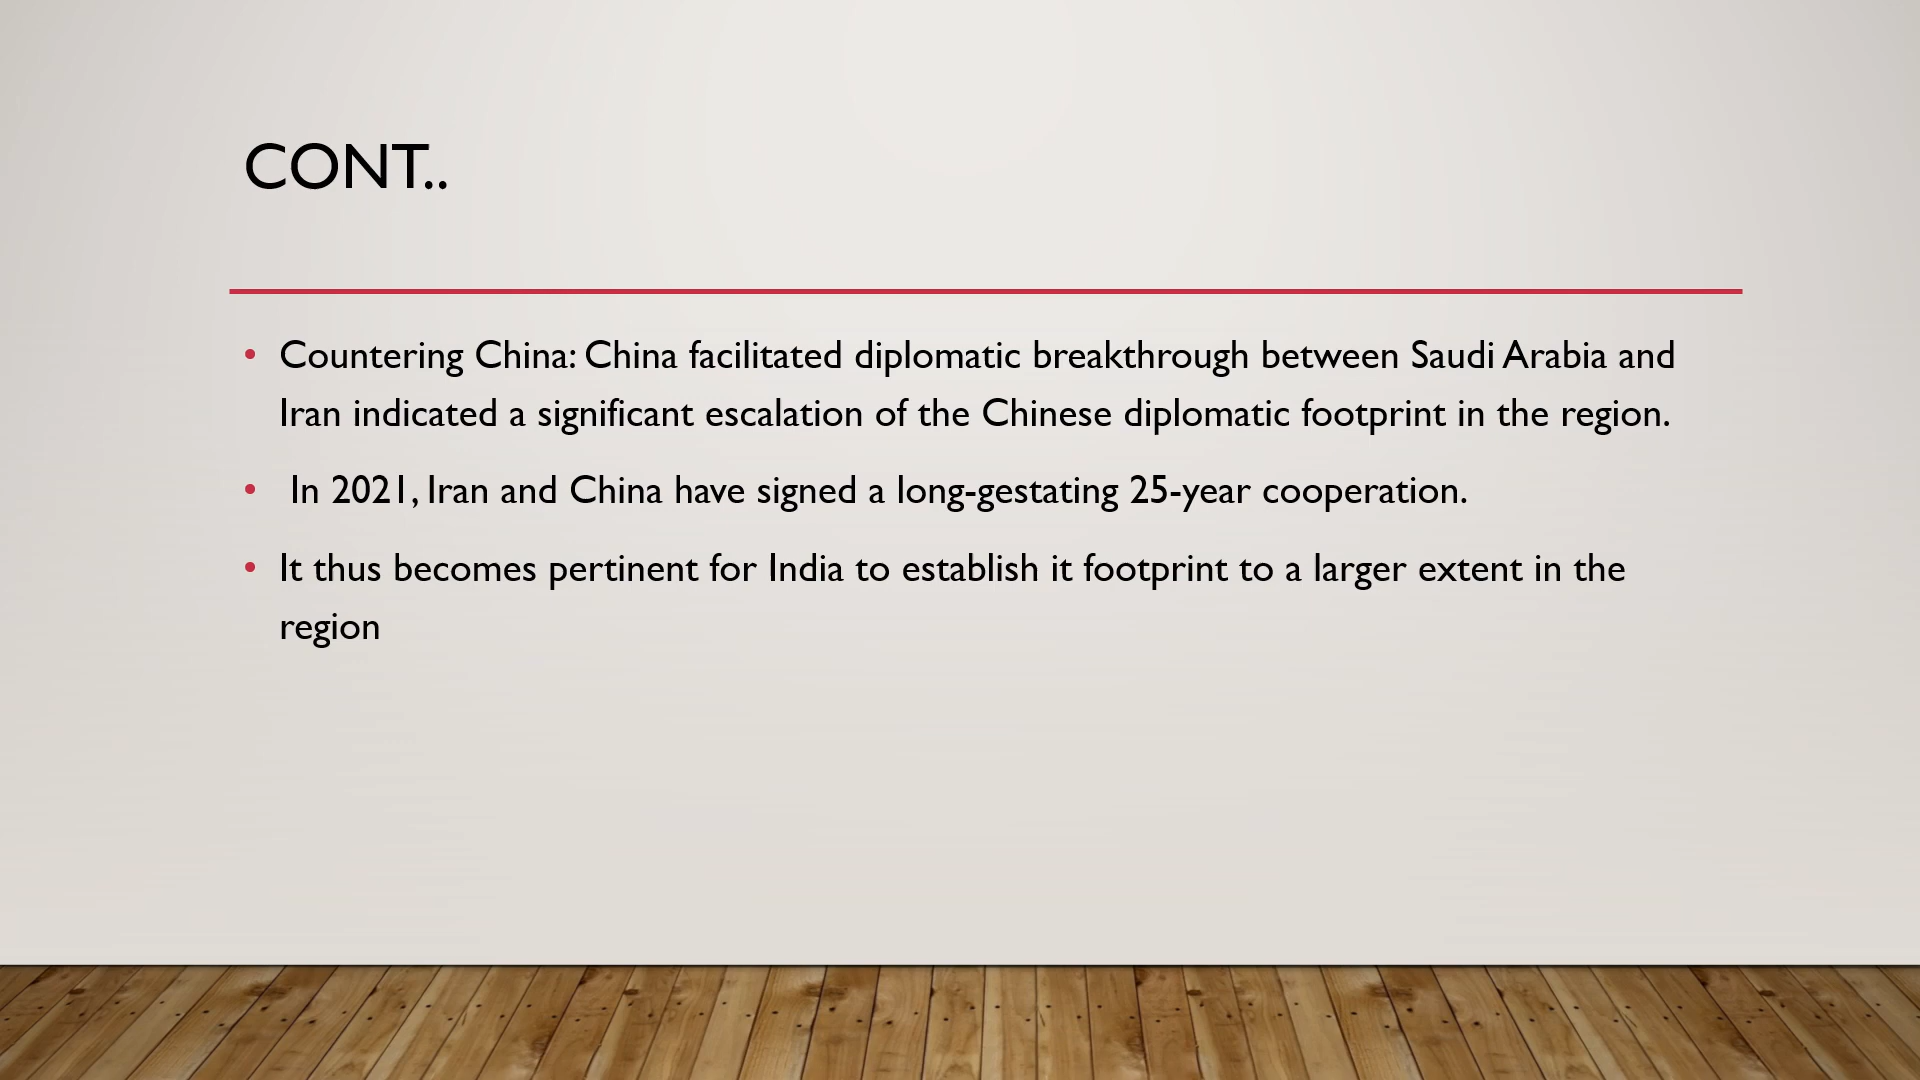 CONT..
• Countering China: China facilitated diplomatic breakthrough between Saudi Arabia and
Iran indicated a significant escalation of the Chinese diplomatic footprint in the region.
• In 2021, Iran and China have signed a long-gestating 25-year cooperation.
• It thus becomes pertinent for India to establish it footprint to a larger extent in the
region